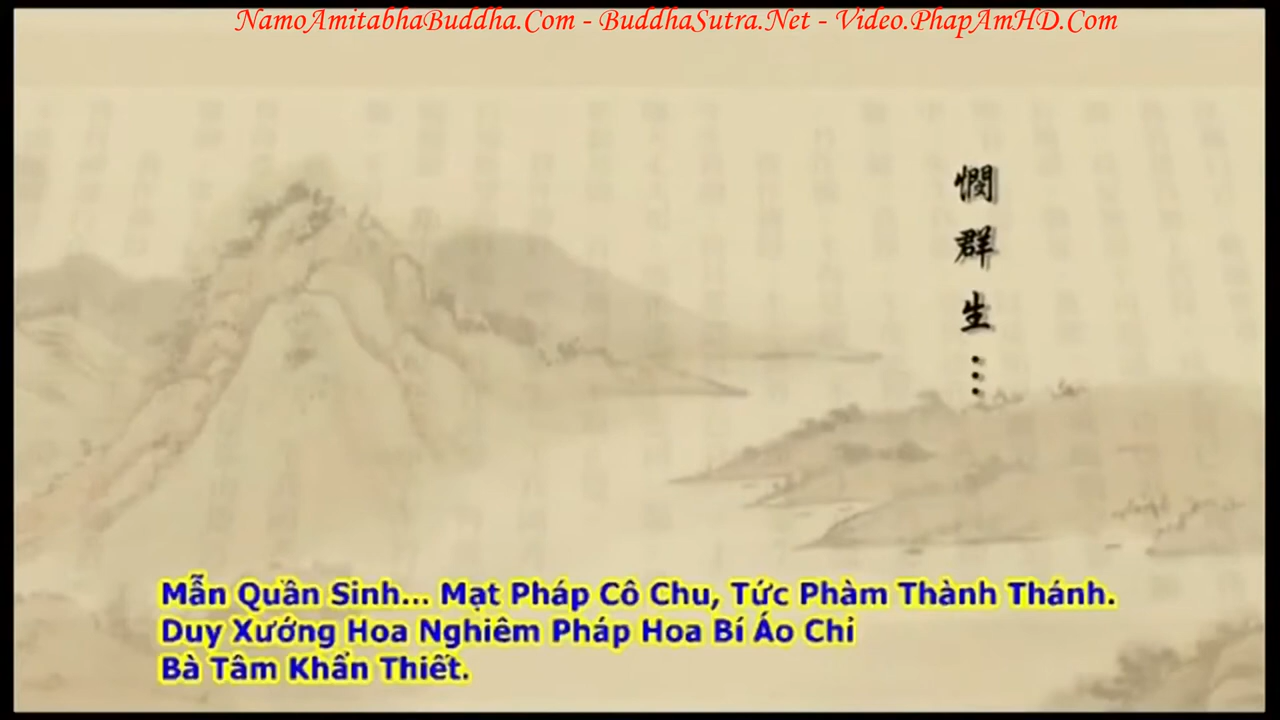 NamoAmitabhaBuddha.Com - BuddhaSutra.Net - Video.PhapAmHD.Com
憫群生…
Mẫn Quần Sinh... Mạt Pháp Cô Chu, Tức Phàm Thành Thánh.
Duy Xướng Hoa Nghiêm Pháp Hoa Bí Áo Chỉ
Bà Tâm Khẩn Thiết.